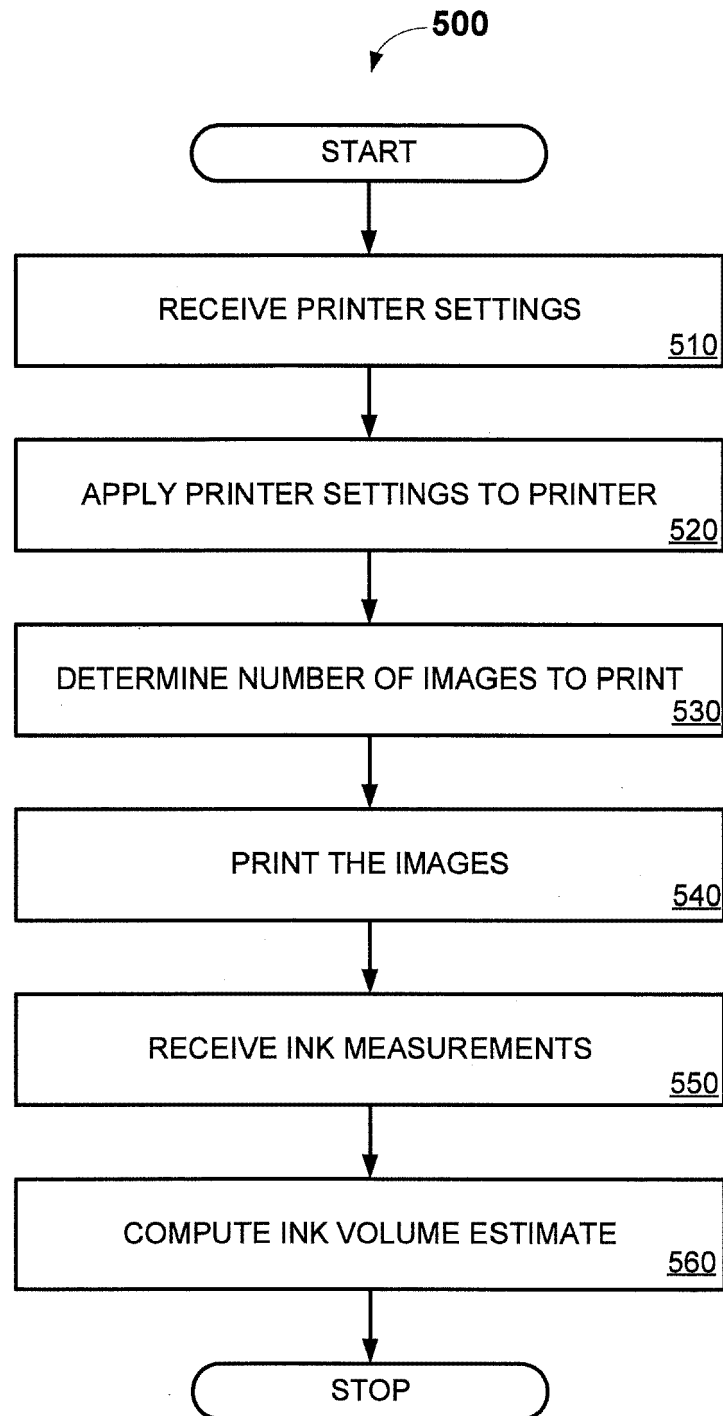 500
START
RECEIVE PRINTER SETTINGS
510
APPLY PRINTER SETTINGS TO PRINTER
520
DETERMINE NUMBER OF IMAGES TO PRINT
530
PRINT THE IMAGES
540
RECEIVE INK MEASUREMENTS
550
COMPUTE INK VOLUME ESTIMATE
560
STOP